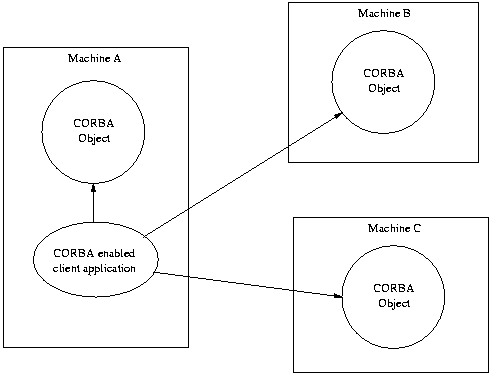 Machine A
CORBA
Object
CORBA enabled
client application
Machine B
CORBA
Object
Machine C
CORBA
Object